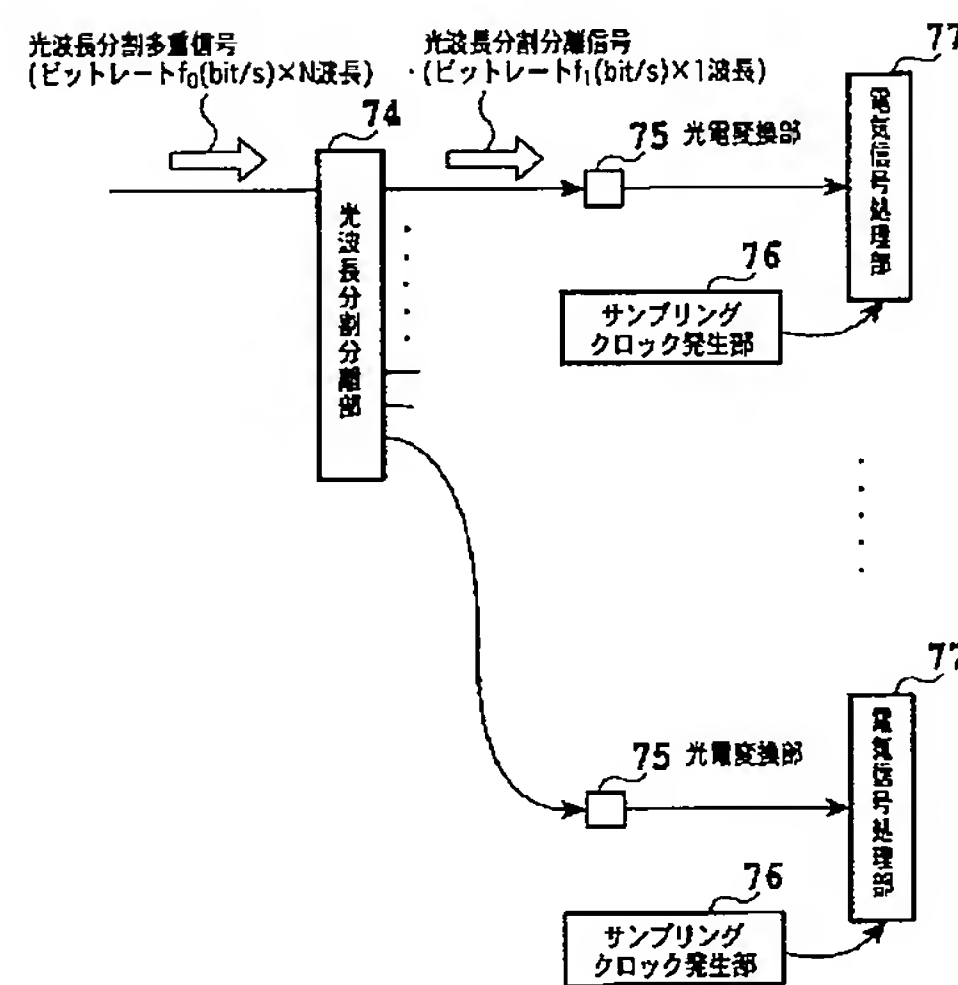 光波長分割多重信号
(ビットレートf₀(bit/s)×N波長)
光波長分割分離信号
(ビットレートf₁(bit/s)×1波長)
74
光波長分割分離部
75 光電変換部
77
電気信号処理部
76
サンプリング
クロック発生部
75 光電変換部
77
電気信号処理部
76
サンプリング
クロック発生部